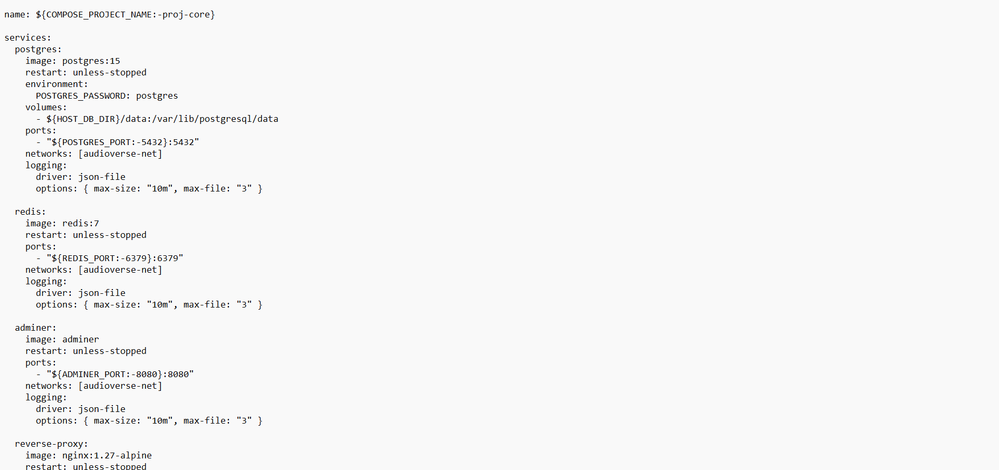 name: ${COMPOSE_PROJECT_NAME:-proj-core}

services:
  postgres:
    image: postgres:15
    restart: unless-stopped
    environment:
      POSTGRES_PASSWORD: postgres
    volumes:
      - ${HOST_DB_DIR}/data:/var/lib/postgresql/data
    ports:
      - "${POSTGRES_PORT:-5432}:5432"
    networks: [audioverse-net]
    logging:
      driver: json-file
      options: { max-size: "10m", max-file: "3" }

  redis:
    image: redis:7
    restart: unless-stopped
    ports:
      - "${REDIS_PORT:-6379}:6379"
    networks: [audioverse-net]
    logging:
      driver: json-file
      options: { max-size: "10m", max-file: "3" }

  adminer:
    image: adminer
    restart: unless-stopped
    ports:
      - "${ADMINER_PORT:-8080}:8080"
    networks: [audioverse-net]
    logging:
      driver: json-file
      options: { max-size: "10m", max-file: "3" }

  reverse-proxy:
    image: nginx:1.27-alpine
    restart: unless-stopped